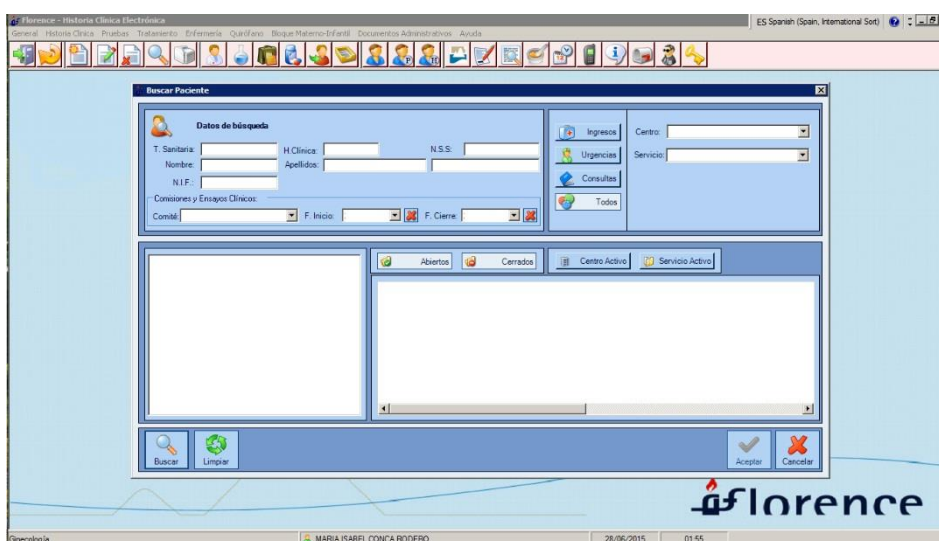 Florence - Historia Clínica Electrónica
ES Spanish (Spain, International Sort)
General Historia Clínica Pruebas Tratamiento Enfermería Quirófano Bloque Materno-Infantil Documentos Administrativos Ayuda
Buscar Paciente
Datos de búsqueda
T. Sanitaria: H.Clínica: N.S.S:
Nombre: Apellidos:
N.I.F.:
Comisiones y Ensayos Clínicos:
Comité: F. Inicio: F. Cierre:
Ingresos
Urgencias
Consultas
Todos
Centro:
Servicio:
Abiertos Cerrados Centro Activo Servicio Activo
Buscar Limpiar Aceptar Cancelar
florence
Ginecología MARIA ISABEL CONCA RODERO 28/06/2015 01:55